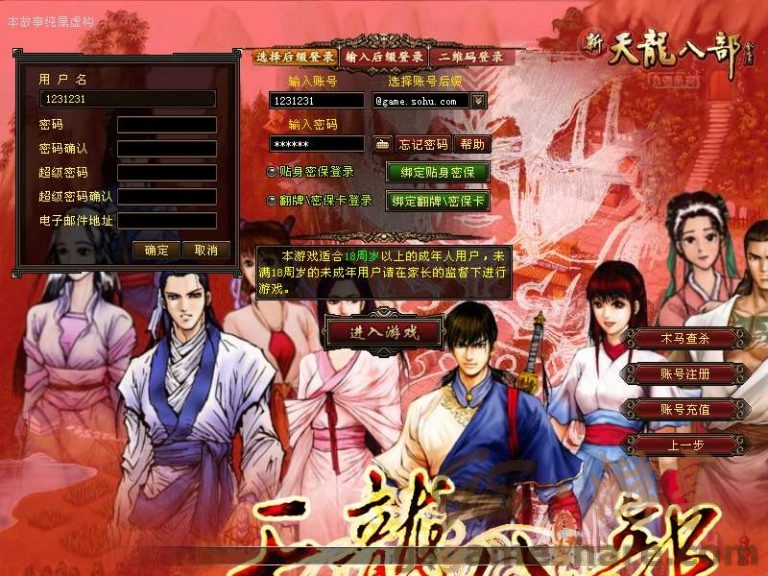 本故事纯属虚构
新天龍八部
用户名
1231231
密码
密码确认
超级密码
超级密码确认
电子邮件地址
确定 取消
选择后缀登录 输入后缀登录 二维码登录
输入账号 选择账号后缀
1231231 @game.sohu.com
输入密码
****** 忘记密码 帮助
贴身密保登录 绑定贴身密保
翻牌\密保卡登录 绑定翻牌\密保卡
本游戏适合18周岁以上的成年人用户，未
满18周岁的未成年用户请在家长的监督下进行
游戏。
进入游戏
木马查杀
账号注册
账号充值
上一步
天龍八部